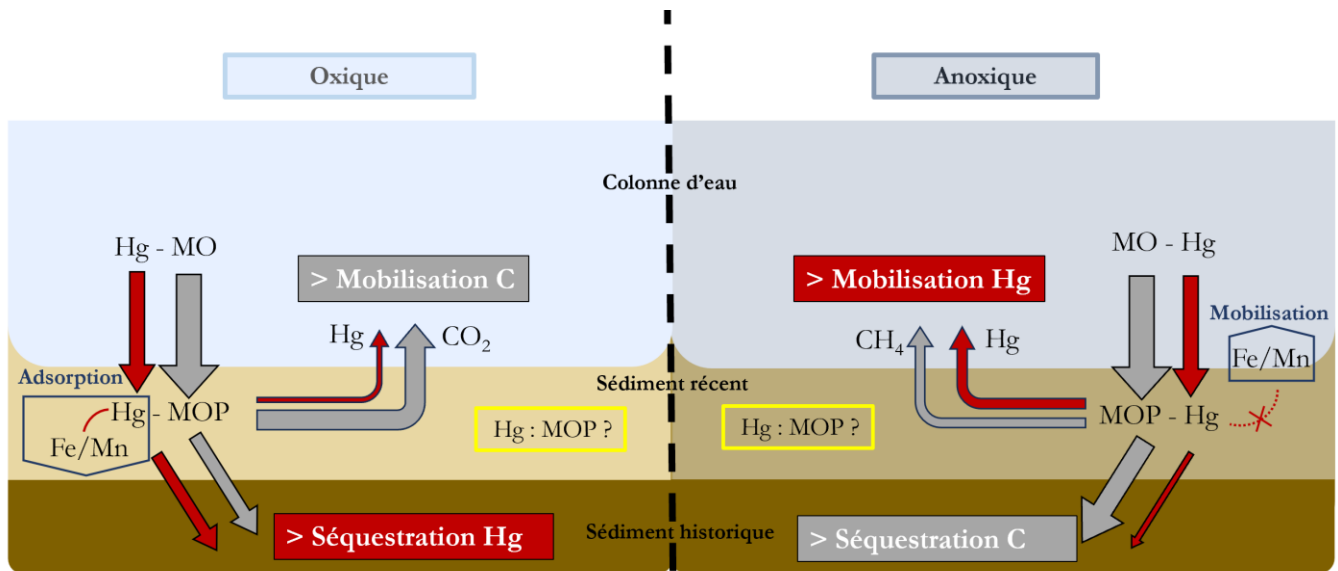 Oxique
Anoxique
Colonne d'eau
Hg - MO
> Mobilisation C
Hg
CO2
Adsorption
Hg - MOP
Fe/Mn
Hg : MOP ?
> Séquestration Hg
MO - Hg
> Mobilisation Hg
Mobilisation
Fe/Mn
CH4
Hg
Sédiment récent
Hg : MOP ?
MOP - Hg
Sédiment historique
> Séquestration C